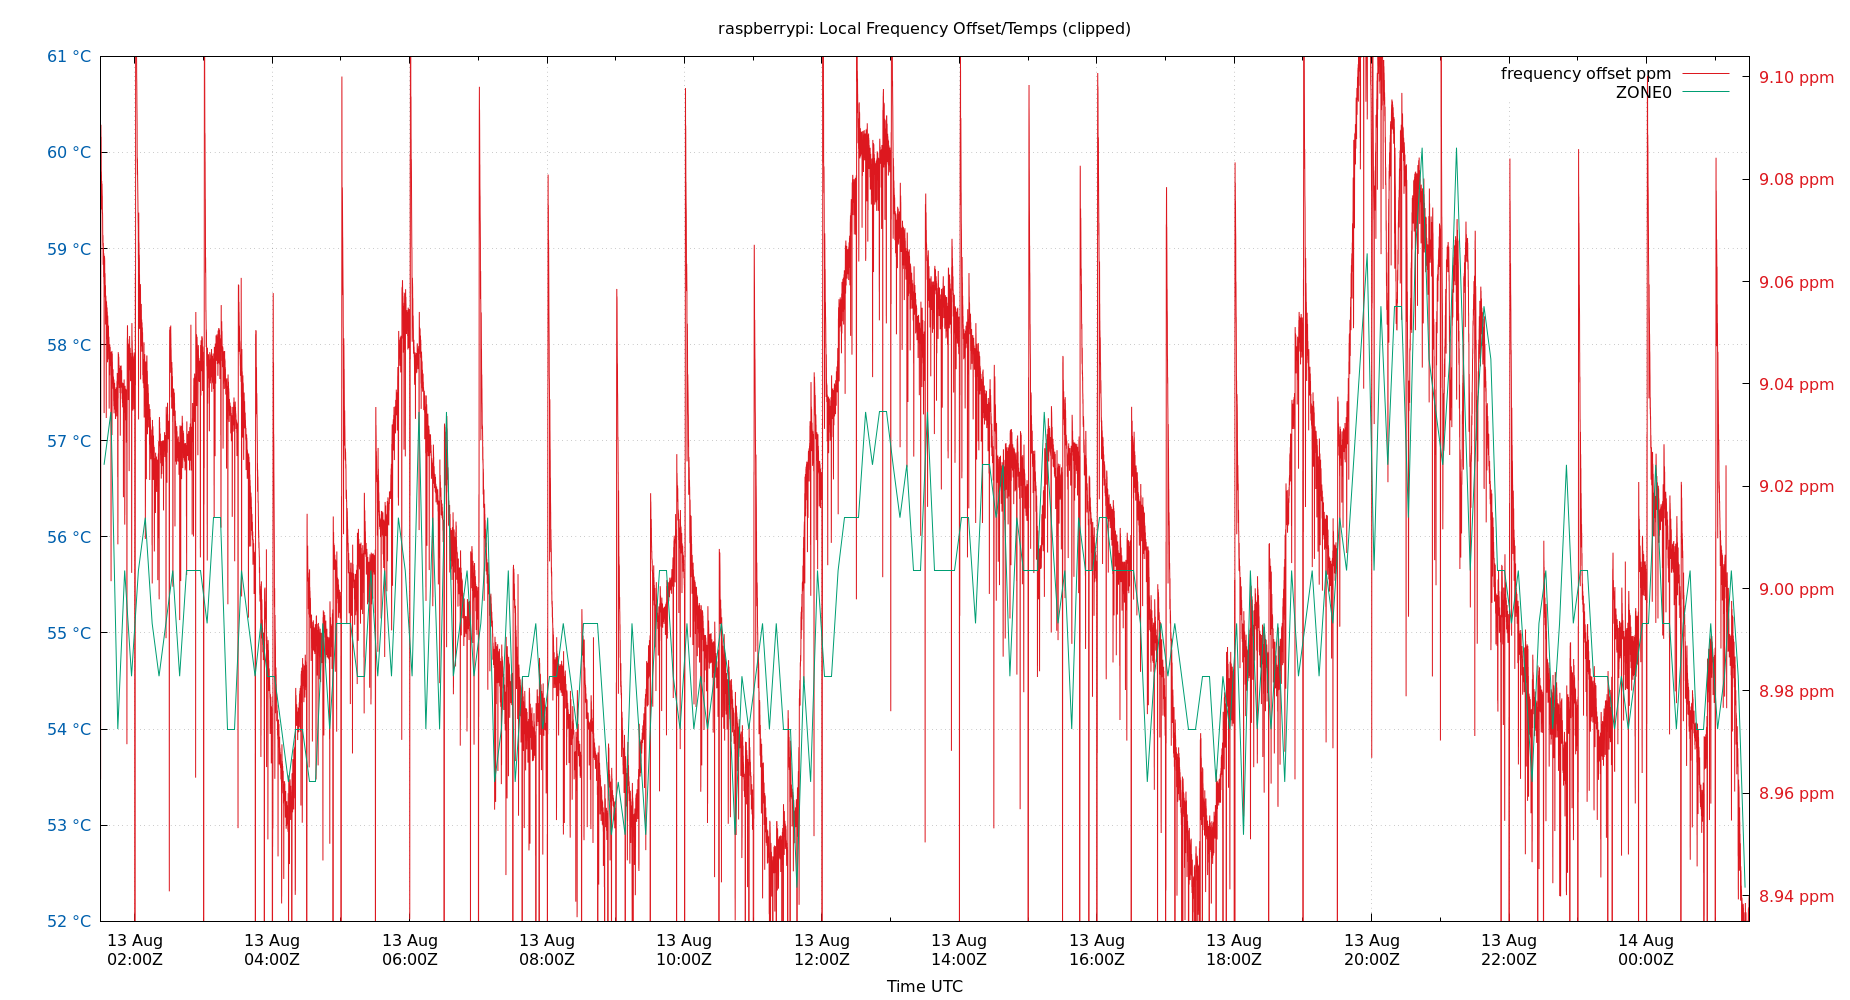 raspberrypi: Local Frequency Offset/Temps (clipped)
frequency offset ppm
ZONE0
61 °C
60 °C
59 °C
58 °C
57 °C
56 °C
55 °C
54 °C
53 °C
52 °C
9.10 ppm
9.08 ppm
9.06 ppm
9.04 ppm
9.02 ppm
9.00 ppm
8.98 ppm
8.96 ppm
8.94 ppm
13 Aug
02:00Z
13 Aug
04:00Z
13 Aug
06:00Z
13 Aug
08:00Z
13 Aug
10:00Z
13 Aug
12:00Z
13 Aug
14:00Z
13 Aug
16:00Z
13 Aug
18:00Z
13 Aug
20:00Z
13 Aug
22:00Z
14 Aug
00:00Z
Time UTC